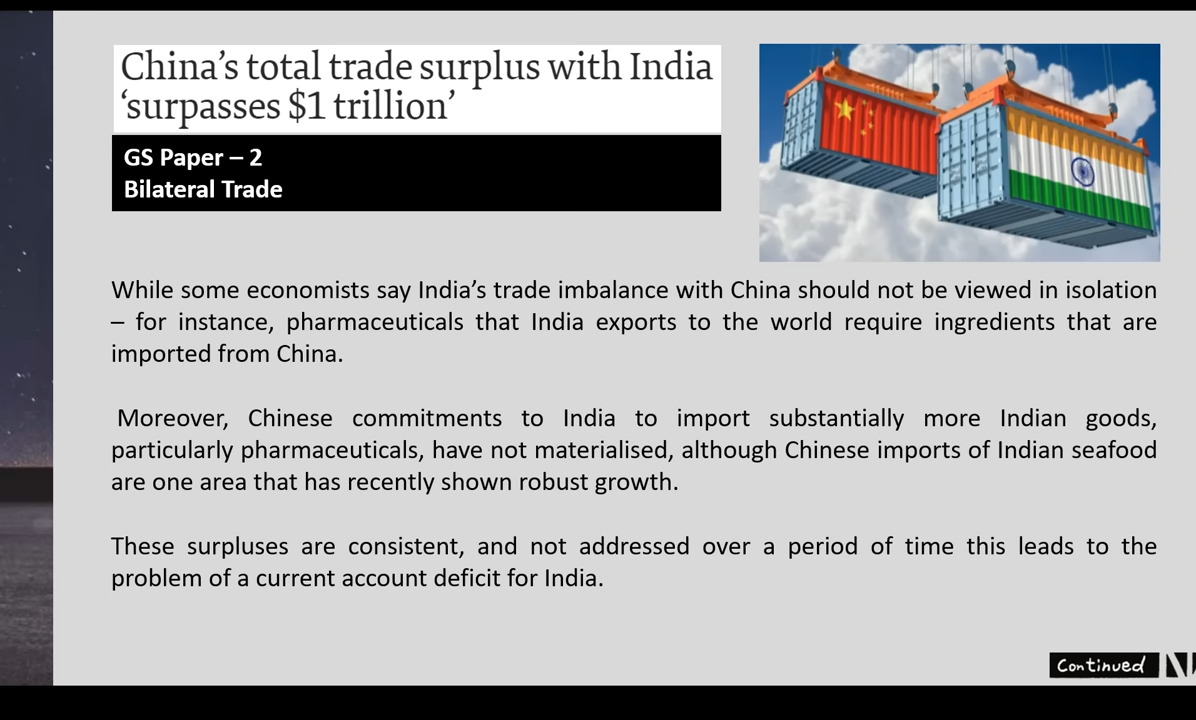 China’s total trade surplus with India
‘surpasses $1 trillion’
GS Paper – 2
Bilateral Trade
While some economists say India’s trade imbalance with China should not be viewed in isolation
– for instance, pharmaceuticals that India exports to the world require ingredients that are
imported from China.
Moreover, Chinese commitments to India to import substantially more Indian goods,
particularly pharmaceuticals, have not materialised, although Chinese imports of Indian seafood
are one area that has recently shown robust growth.
These surpluses are consistent, and not addressed over a period of time this leads to the
problem of a current account deficit for India.
Continued